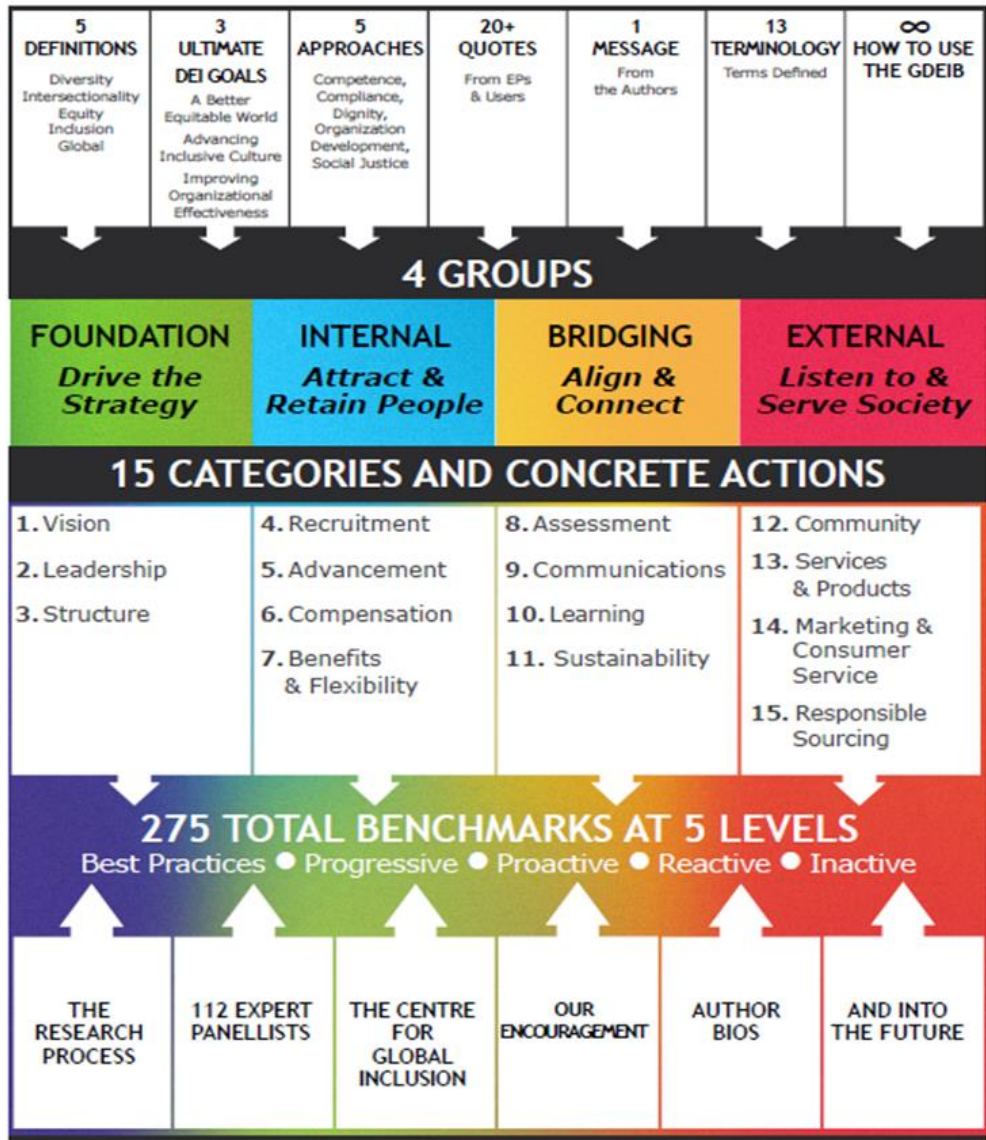 5
DEFINITIONS
Diversity
Intersectionality
Equity
Inclusion
Global
3
ULTIMATE
DEI GOALS
A Better
Equitable World
Advancing
Inclusive Culture
Improving
Organizational
Effectiveness
5
APPROACHES
Competence,
Compliance,
Dignity,
Organization
Development,
Social Justice
20+
QUOTES
From EPs
& Users
1
MESSAGE
From
the Authors
13
TERMINOLOGY
Terms Defined
∞
HOW TO USE
THE GDEIB
4 GROUPS
FOUNDATION
Drive the
Strategy
INTERNAL
Attract &
Retain People
BRIDGING
Align &
Connect
EXTERNAL
Listen to &
Serve Society
15 CATEGORIES AND CONCRETE ACTIONS
1. Vision
2. Leadership
3. Structure
4. Recruitment
5. Advancement
6. Compensation
7. Benefits
& Flexibility
8. Assessment
9. Communications
10. Learning
11. Sustainability
12. Community
13. Services
& Products
14. Marketing &
Consumer
Service
15. Responsible
Sourcing
275 TOTAL BENCHMARKS AT 5 LEVELS
Best Practices ● Progressive ● Proactive ● Reactive ● Inactive
THE
RESEARCH
PROCESS
112 EXPERT
PANELLISTS
THE CENTRE
FOR
GLOBAL
INCLUSION
OUR
ENCOURAGEMENT
AUTHOR
BIOS
AND INTO
THE FUTURE